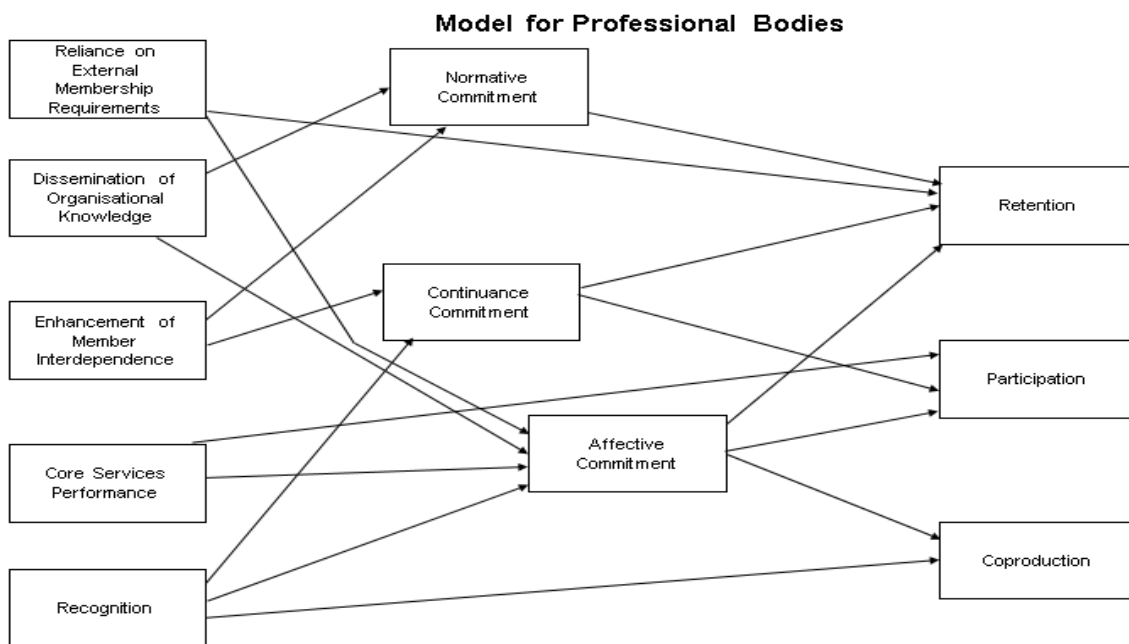 Model for Professional Bodies
Reliance on
External
Membership
Requirements
Normative
Commitment
Dissemination of
Organisational
Knowledge
Retention
Enhancement of
Member
Interdependence
Continuance
Commitment
Participation
Core Services
Performance
Affective
Commitment
Recognition
Coproduction